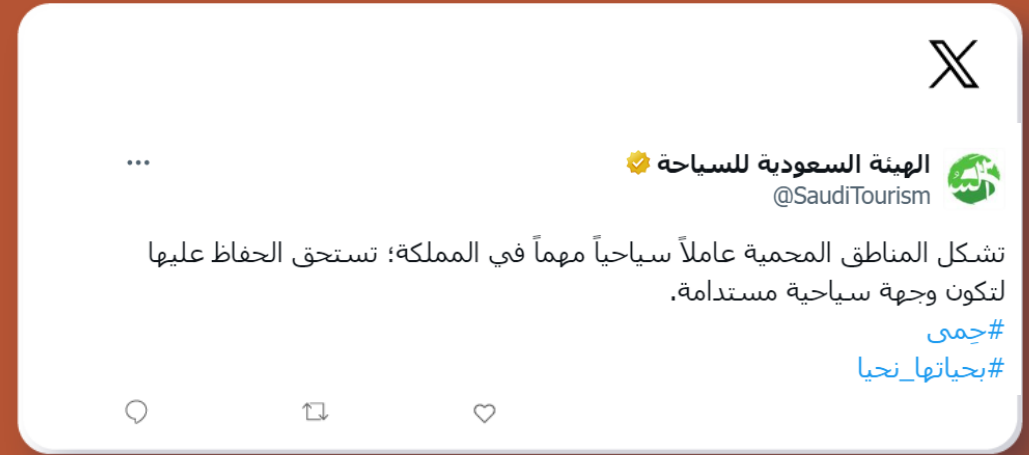 الهيئة السعودية للسياحة
@SaudiTourism
تشكل المناطق المحمية عاملاً سياحياً مهماً في المملكة؛ تستحق الحفاظ عليها
لتكون وجهة سياحية مستدامة.
#حِمى
#بحياتها_نحيا